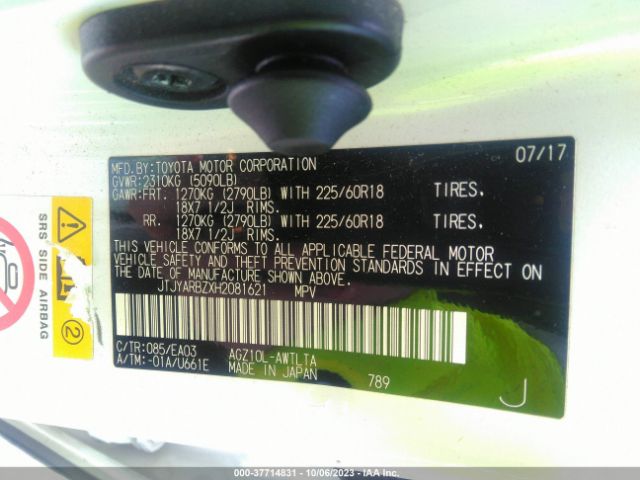 MFD.BY:TOYOTA MOTOR CORPORATION 07/17
GVWR:2310KG (5090LB)
GAWR:FRT. 1270KG (2790LB) WITH 225/60R18 TIRES,
18X7 1/2J RIMS.
RR. 1270KG (2790LB) WITH 225/60R18 TIRES,
18X7 1/2J RIMS.
THIS VEHICLE CONFORMS TO ALL APPLICABLE FEDERAL MOTOR
VEHICLE SAFETY AND THEFT PREVENTION STANDARDS IN EFFECT ON
THE DATE OF MANUFACTURE SHOWN ABOVE.
JTJYARBZXH2081621 MPV
C/TR:085/EA03 AGZ10L-AWTLTA
A/TM:-01A/U661E MADE IN JAPAN 789
J
SRS SIDE AIRBAG
2
000-37714831 - 10/06/2023 - IAA Inc.